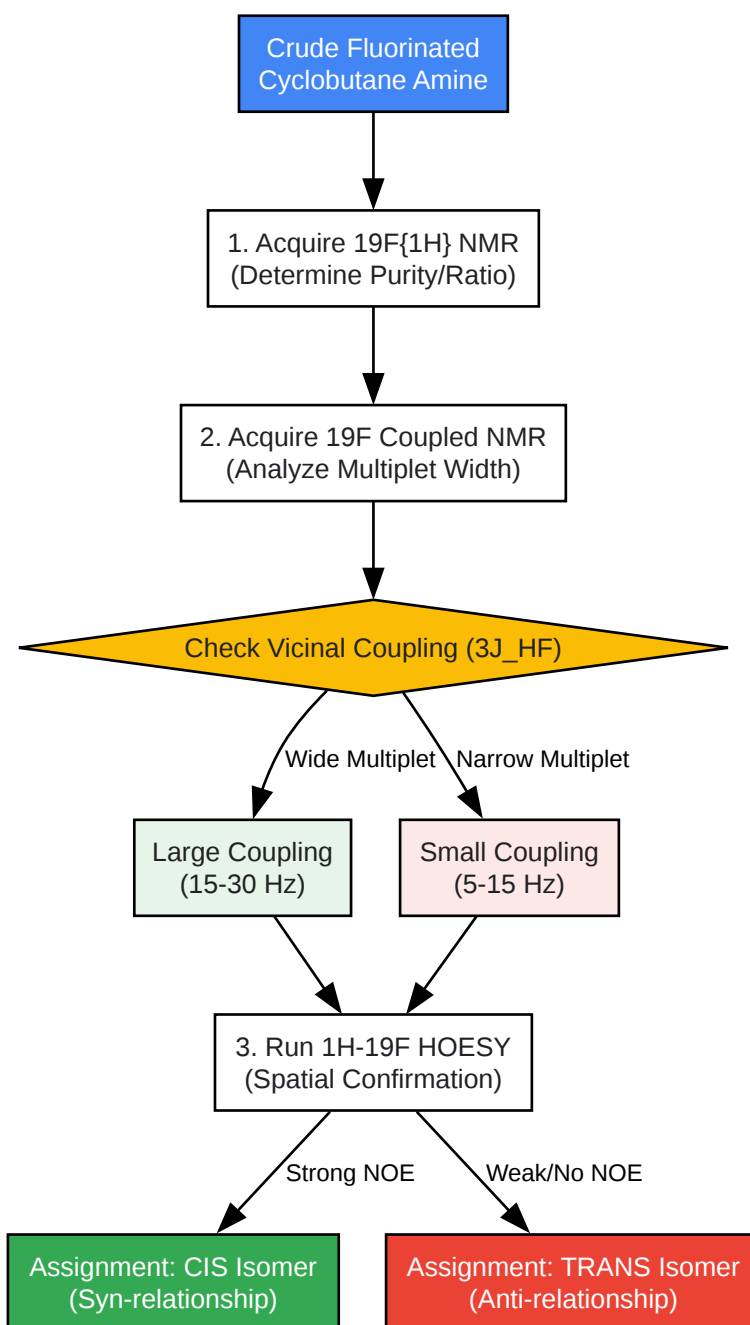 Crude Fluorinated
Cyclobutane Amine
1. Acquire 19F{1H} NMR
(Determine Purity/Ratio)
2. Acquire 19F Coupled NMR
(Analyze Multiplet Width)
Check Vicinal Coupling (3J_HF)
Wide Multiplet
Narrow Multiplet
Large Coupling
(15-30 Hz)
Small Coupling
(5-15 Hz)
3. Run 1H-19F HOESY
(Spatial Confirmation)
Strong NOE
Weak/No NOE
Assignment: CIS Isomer
(Syn-relationship)
Assignment: TRANS Isomer
(Anti-relationship)